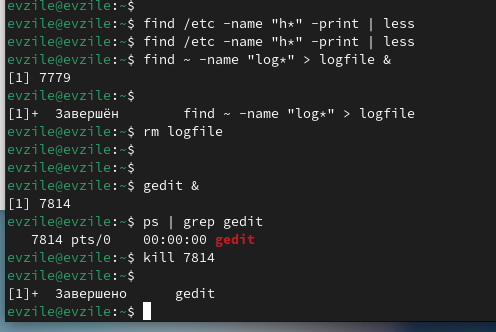 evzile@evzile:~$
evzile@evzile:~$ find /etc -name "h*" -print | less
evzile@evzile:~$ find /etc -name "h*" -print | less
evzile@evzile:~$ find ~ -name "log*" > logfile &
[1] 7779
evzile@evzile:~$
[1]+  Завершён        find ~ -name "log*" > logfile
evzile@evzile:~$ rm logfile
evzile@evzile:~$
evzile@evzile:~$
evzile@evzile:~$ gedit &
[1] 7814
evzile@evzile:~$ ps | grep gedit
   7814 pts/0    00:00:00 gedit
evzile@evzile:~$ kill 7814
evzile@evzile:~$
[1]+  Завершено      gedit
evzile@evzile:~$